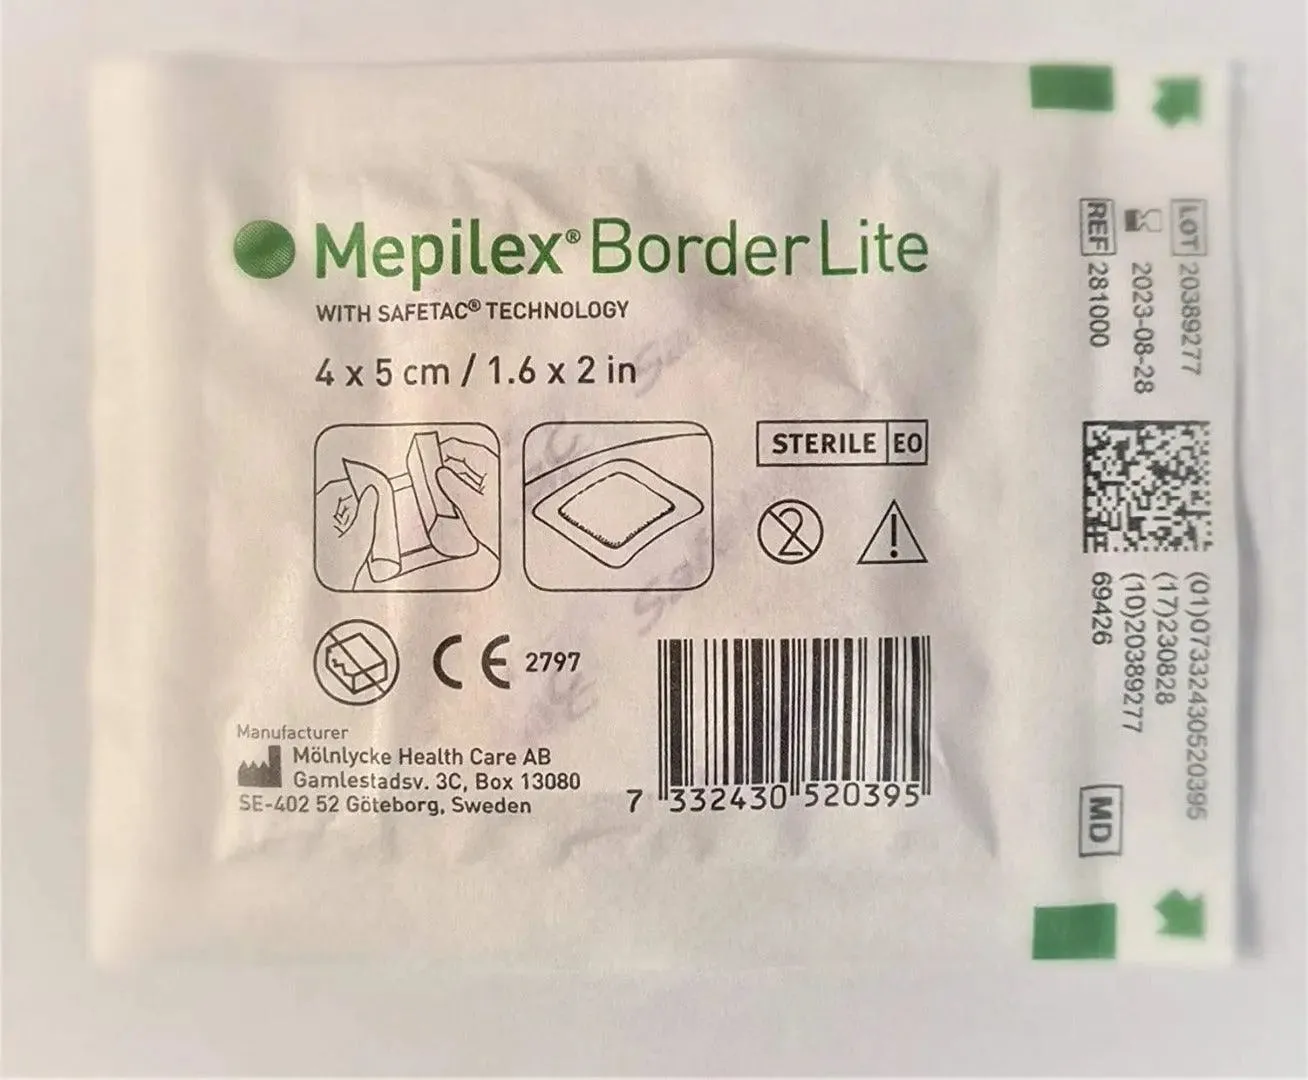 Mepilex® Border Lite
WITH SAFETAC® TECHNOLOGY
4 x 5 cm / 1.6 x 2 in
STERILE EO
2
!
CE 2797
Manufacturer
Mölnlycke Health Care AB
Gamlestadsv. 3C, Box 13080
SE-402 52 Göteborg, Sweden
7 332430 520395
LOT 20389277
2023-08-28
REF 281000
(01)07332430520395
(17)230828
(10)20389277
69426
MD